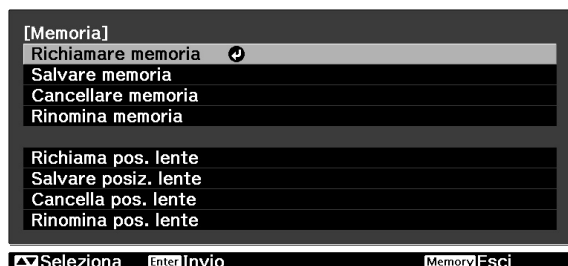 [Memoria]
Richiamare memoria
Salvare memoria
Cancellare memoria
Rinomina memoria
Richiama pos. lente
Salvare posiz. lente
Cancella pos. lente
Rinomina pos. lente
Seleziona Enter Invio Memory Esci